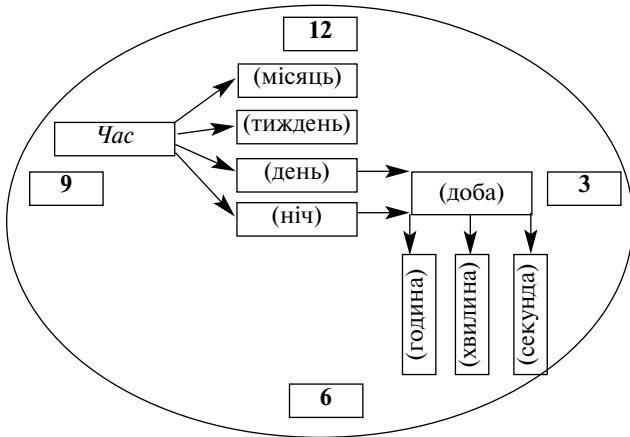 12
(місяць)
(тиждень)
Час
(день)
9
(доба)
3
(ніч)
(година)
(хвилина)
(секунда)
6